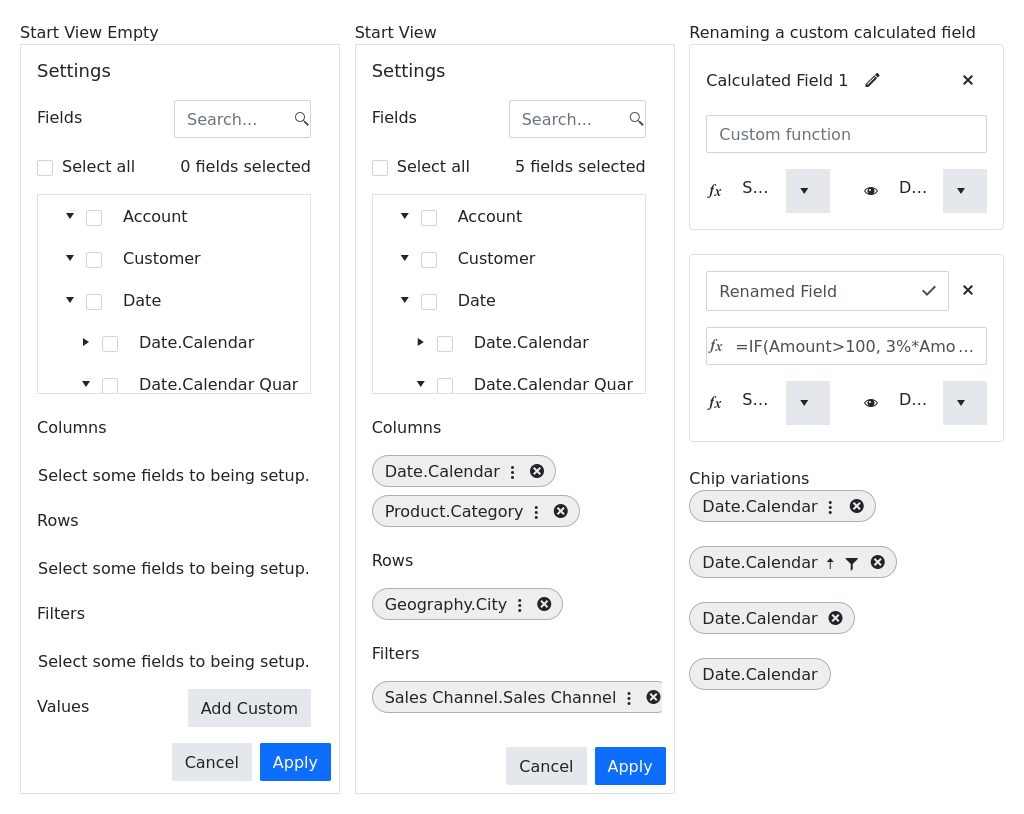 Start View Empty
Settings
Fields
Search...
Select all
0 fields selected
Account
Customer
Date
Date.Calendar
Date.Calendar Quar
Columns
Select some fields to being setup.
Rows
Select some fields to being setup.
Filters
Select some fields to being setup.
Values
Add Custom
Cancel
Apply
Start View
Settings
Fields
Search...
Select all
5 fields selected
Account
Customer
Date
Date.Calendar
Date.Calendar Quar
Columns
Date.Calendar
Product.Category
Rows
Geography.City
Filters
Sales Channel.Sales Channel
Cancel
Apply
Renaming a custom calculated field
Calculated Field 1
Custom function
fx S... D...
Renamed Field
fx =IF(Amount>100, 3%*Amo...
fx S... D...
Chip variations
Date.Calendar
Date.Calendar
Date.Calendar
Date.Calendar